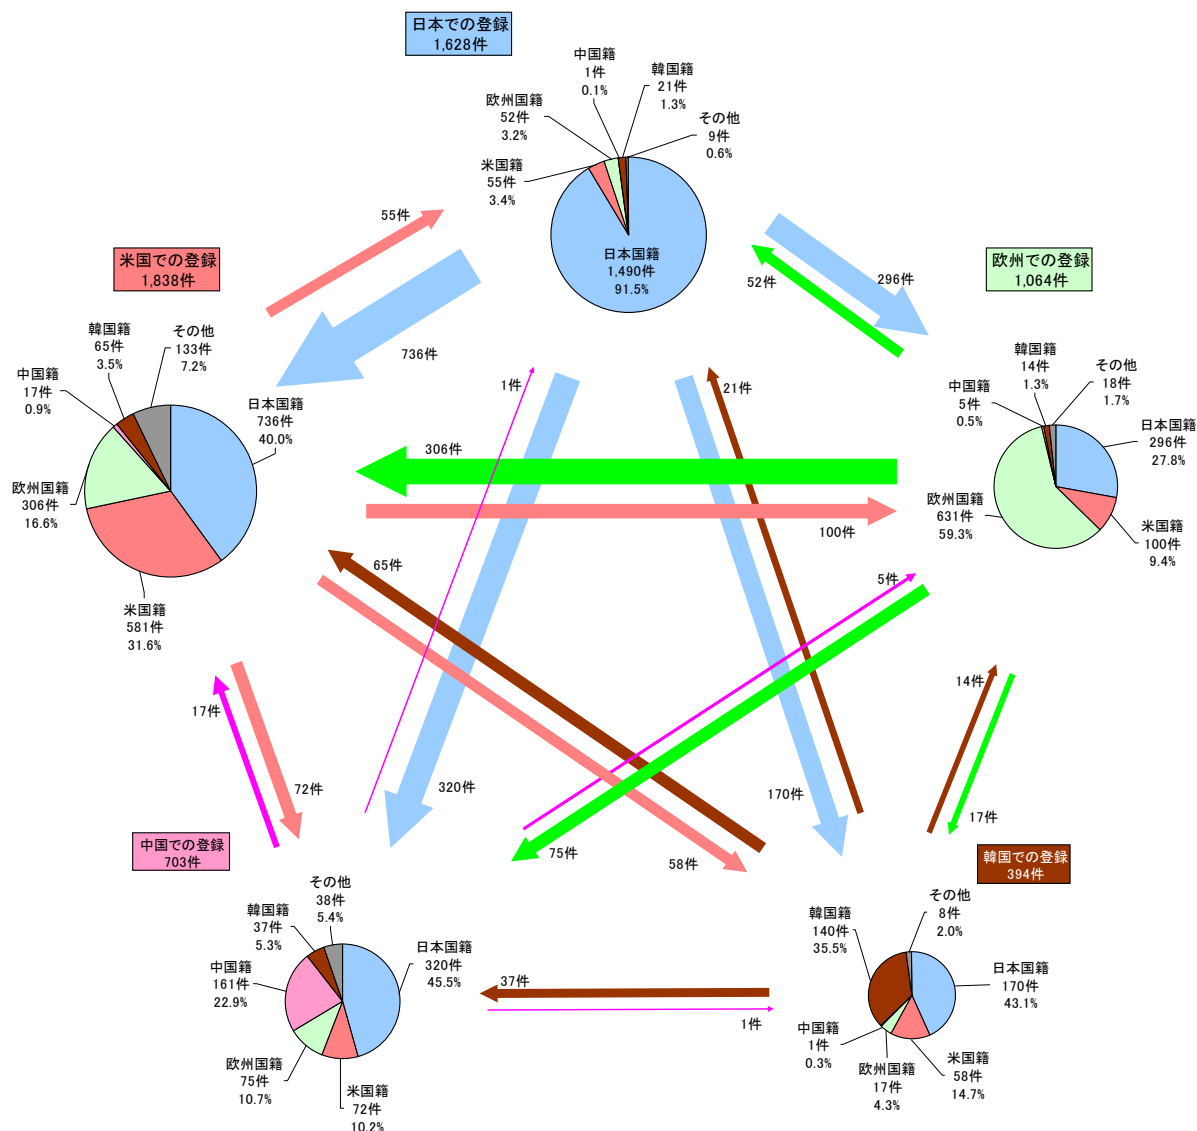 日本での登録
1,628件
中国籍
1件
0.1%
韓国籍
21件
1.3%
欧州国籍
52件
3.2%
その他
9件
0.6%
米国籍
55件
3.4%
日本国籍
1,490件
91.5%
55件
296件
52件
736件
1件
21件
米国での登録
1,838件
韓国籍
65件
3.5%
その他
133件
7.2%
中国籍
17件
0.9%
日本国籍
736件
40.0%
欧州国籍
306件
16.6%
米国籍
581件
31.6%
欧州での登録
1,064件
韓国籍
14件
1.3%
その他
18件
1.7%
中国籍
5件
0.5%
日本国籍
296件
27.8%
欧州国籍
631件
59.3%
米国籍
100件
9.4%
306件
100件
65件
5件
17件
72件
14件
17件
320件
170件
75件
58件
中国での登録
703件
その他
38件
5.4%
韓国籍
37件
5.3%
日本国籍
320件
45.5%
中国籍
161件
22.9%
欧州国籍
75件
10.7%
米国籍
72件
10.2%
37件
1件
韓国での登録
394件
その他
8件
2.0%
韓国籍
140件
35.5%
日本国籍
170件
43.1%
中国籍
1件
0.3%
欧州国籍
17件
4.3%
米国籍
58件
14.7%